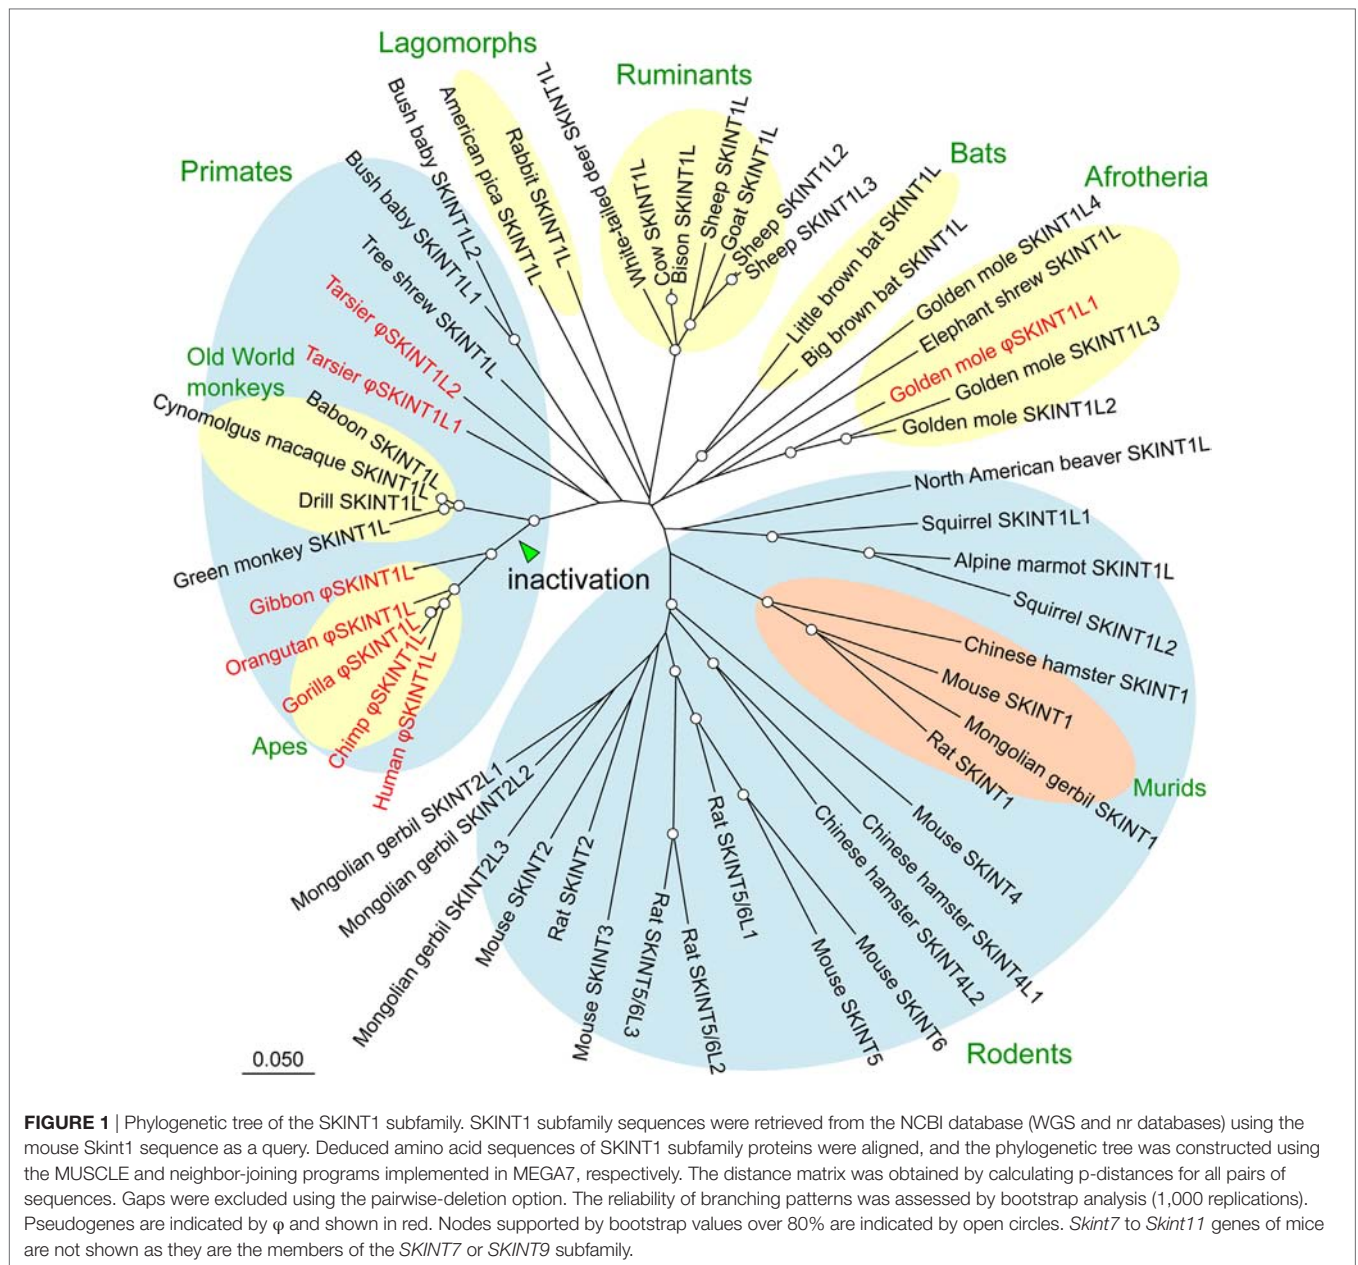 Lagomorphs
Ruminants
Bats
Afrotheria
Primates
Old World
monkeys
Apes
Murids
Rodents
inactivation
Bush baby SKINT1L2
Bush baby SKINT1L1
Tree shrew SKINT1L
Tarsier φSKINT1L2
Tarsier φSKINT1L1
Baboon SKINT1L
Cynomolgus macaque SKINT1L
Drill SKINT1L
Green monkey SKINT1L
Gibbon φSKINT1L
Orangutan φSKINT1L
Gorilla φSKINT1L
Chimp φSKINT1L
Human φSKINT1L
American pica SKINT1L
Rabbit SKINT1L
White-tailed deer SKINT1L
Cow SKINT1L
Bison SKINT1L
Sheep SKINT1L
Goat SKINT1L
Sheep SKINT1L2
Sheep SKINT1L3
Little brown bat SKINT1L
Big brown bat SKINT1L
Golden mole SKINT1L4
Elephant shrew SKINT1L
Golden mole φSKINT1L1
Golden mole SKINT1L3
Golden mole SKINT1L2
North American beaver SKINT1L
Squirrel SKINT1L1
Alpine marmot SKINT1L
Squirrel SKINT1L2
Chinese hamster SKINT1
Mouse SKINT1
Mongolian gerbil SKINT1
Rat SKINT1
Mouse SKINT4
Chinese hamster SKINT4L1
Chinese hamster SKINT4L2
Mouse SKINT6
Mouse SKINT5
Rat SKINT5/6L1
Rat SKINT5/6L2
Rat SKINT5/6L3
Mouse SKINT3
Rat SKINT2
Mouse SKINT2
Mongolian gerbil SKINT2L3
Mongolian gerbil SKINT2L2
Mongolian gerbil SKINT2L1
0.050
FIGURE 1 | Phylogenetic tree of the SKINT1 subfamily. SKINT1 subfamily sequences were retrieved from the NCBI database (WGS and nr databases) using the
mouse Skint1 sequence as a query. Deduced amino acid sequences of SKINT1 subfamily proteins were aligned, and the phylogenetic tree was constructed using
the MUSCLE and neighbor-joining programs implemented in MEGA7, respectively. The distance matrix was obtained by calculating p-distances for all pairs of
sequences. Gaps were excluded using the pairwise-deletion option. The reliability of branching patterns was assessed by bootstrap analysis (1,000 replications).
Pseudogenes are indicated by φ and shown in red. Nodes supported by bootstrap values over 80% are indicated by open circles. Skint7 to Skint11 genes of mice
are not shown as they are the members of the SKINT7 or SKINT9 subfamily.